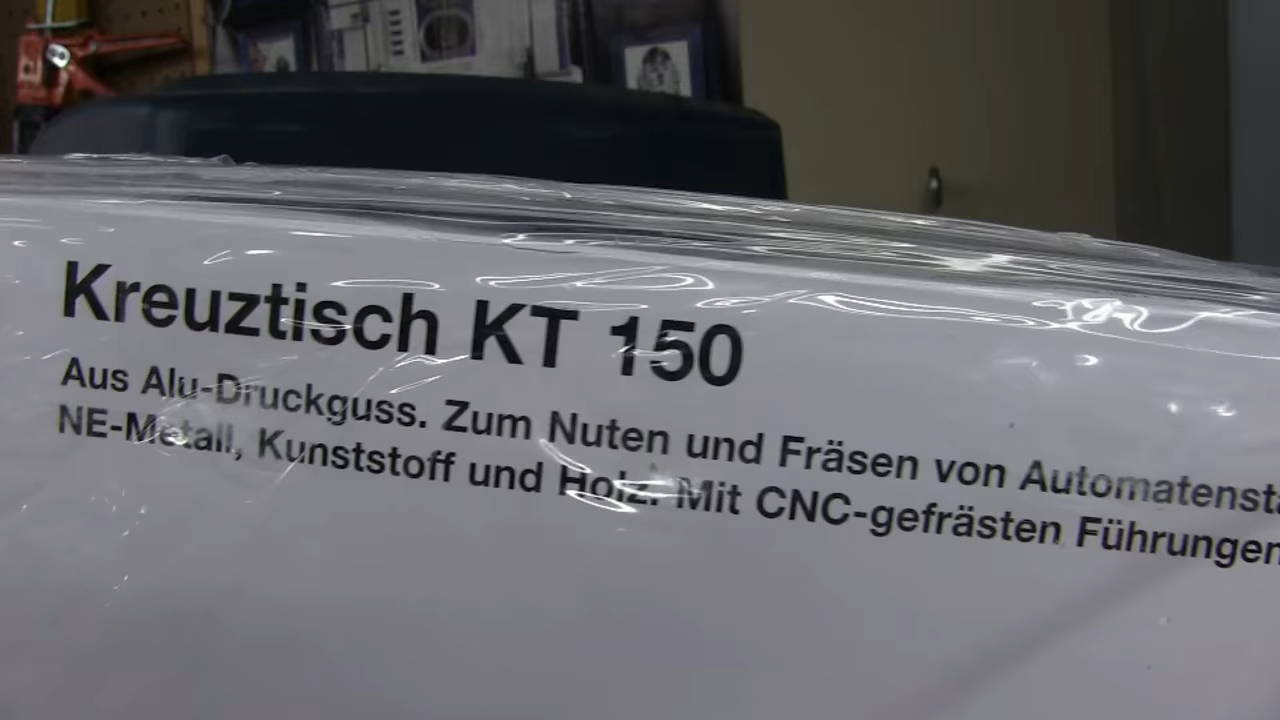 Kreuztisch KT 150
Aus Alu-Druckguss. Zum Nuten und Fräsen von
NE-Metall, Kunststoff und Holz. Mit CNC-gefrästen Führungen